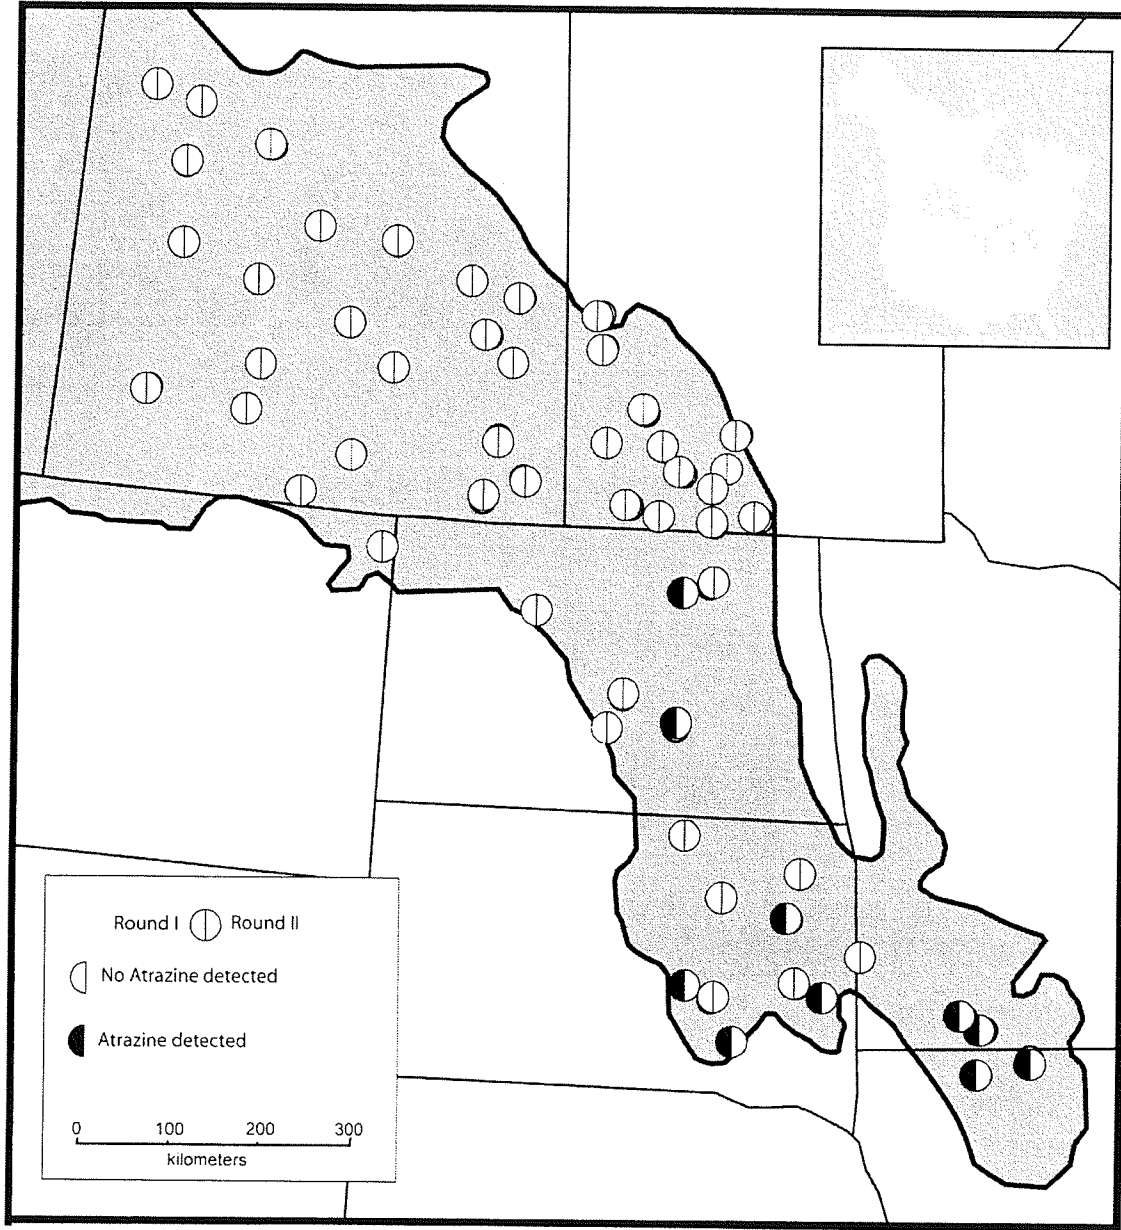 Round I Round II
No Atrazine detected
Atrazine detected
0 100 200 300
kilometers